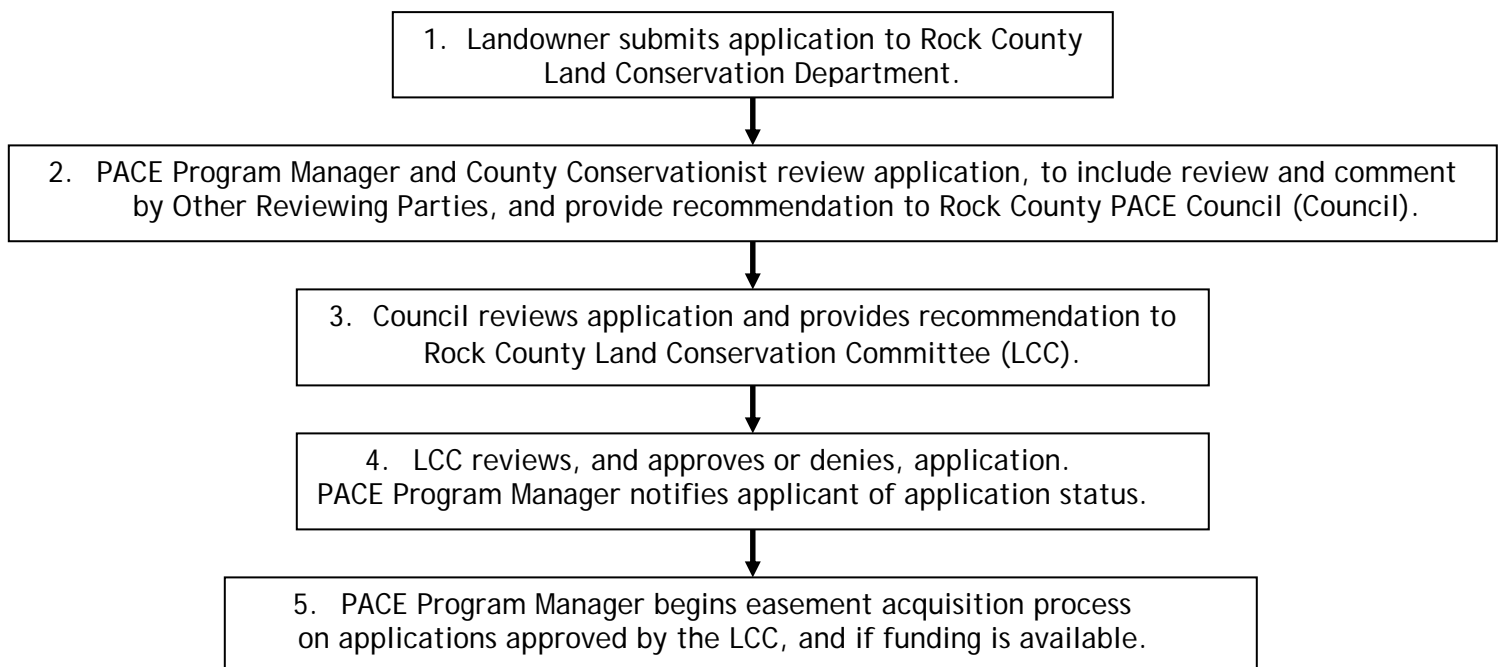 1. Landowner submits application to Rock County
Land Conservation Department.
2. PACE Program Manager and County Conservationist review application, to include review and comment
by Other Reviewing Parties, and provide recommendation to Rock County PACE Council (Council).
3. Council reviews application and provides recommendation to
Rock County Land Conservation Committee (LCC).
4. LCC reviews, and approves or denies, application.
PACE Program Manager notifies applicant of application status.
5. PACE Program Manager begins easement acquisition process
on applications approved by the LCC, and if funding is available.